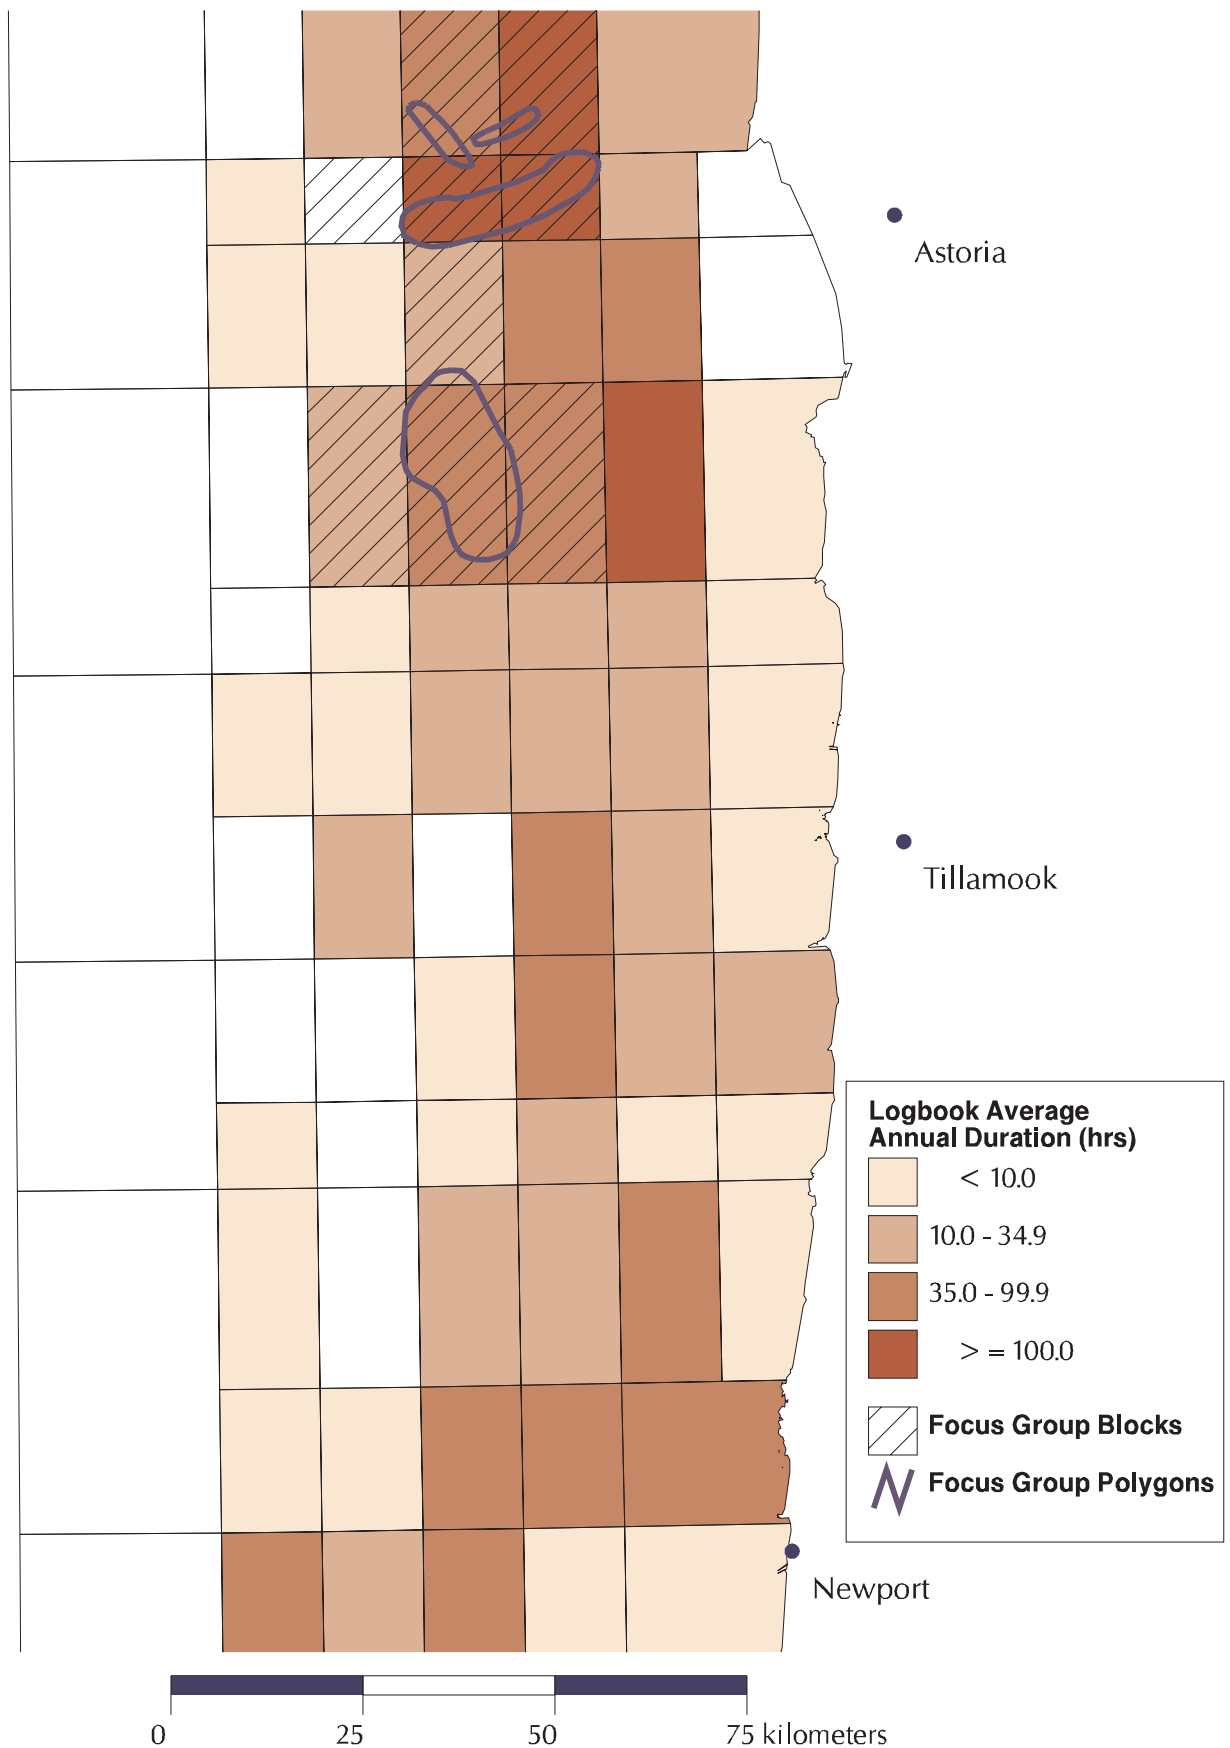 Astoria
Tillamook
Logbook Average
Annual Duration (hrs)
< 10.0
10.0 - 34.9
35.0 - 99.9
> = 100.0
Focus Group Blocks
Focus Group Polygons
Newport
0 25 50 75 kilometers